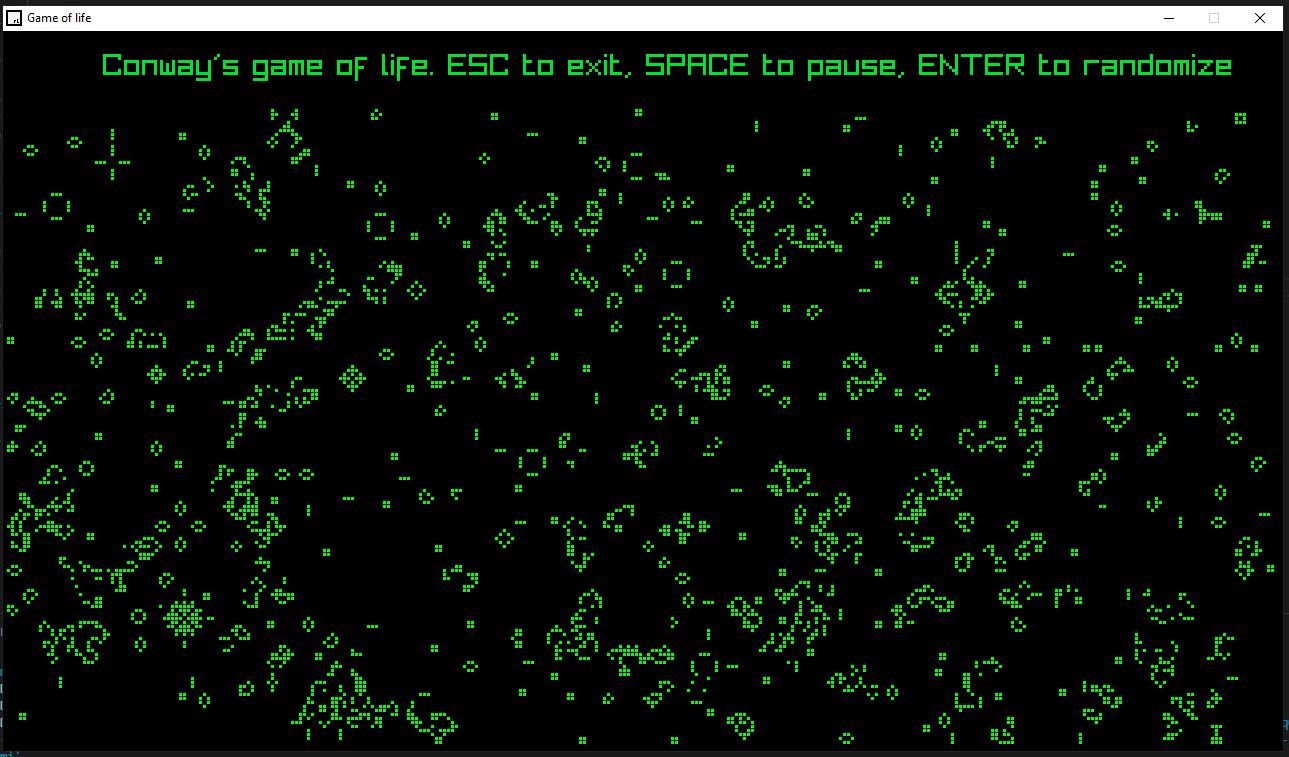 Game of life
Conway's game of life. ESC to exit, SPACE to pause, ENTER to randomize